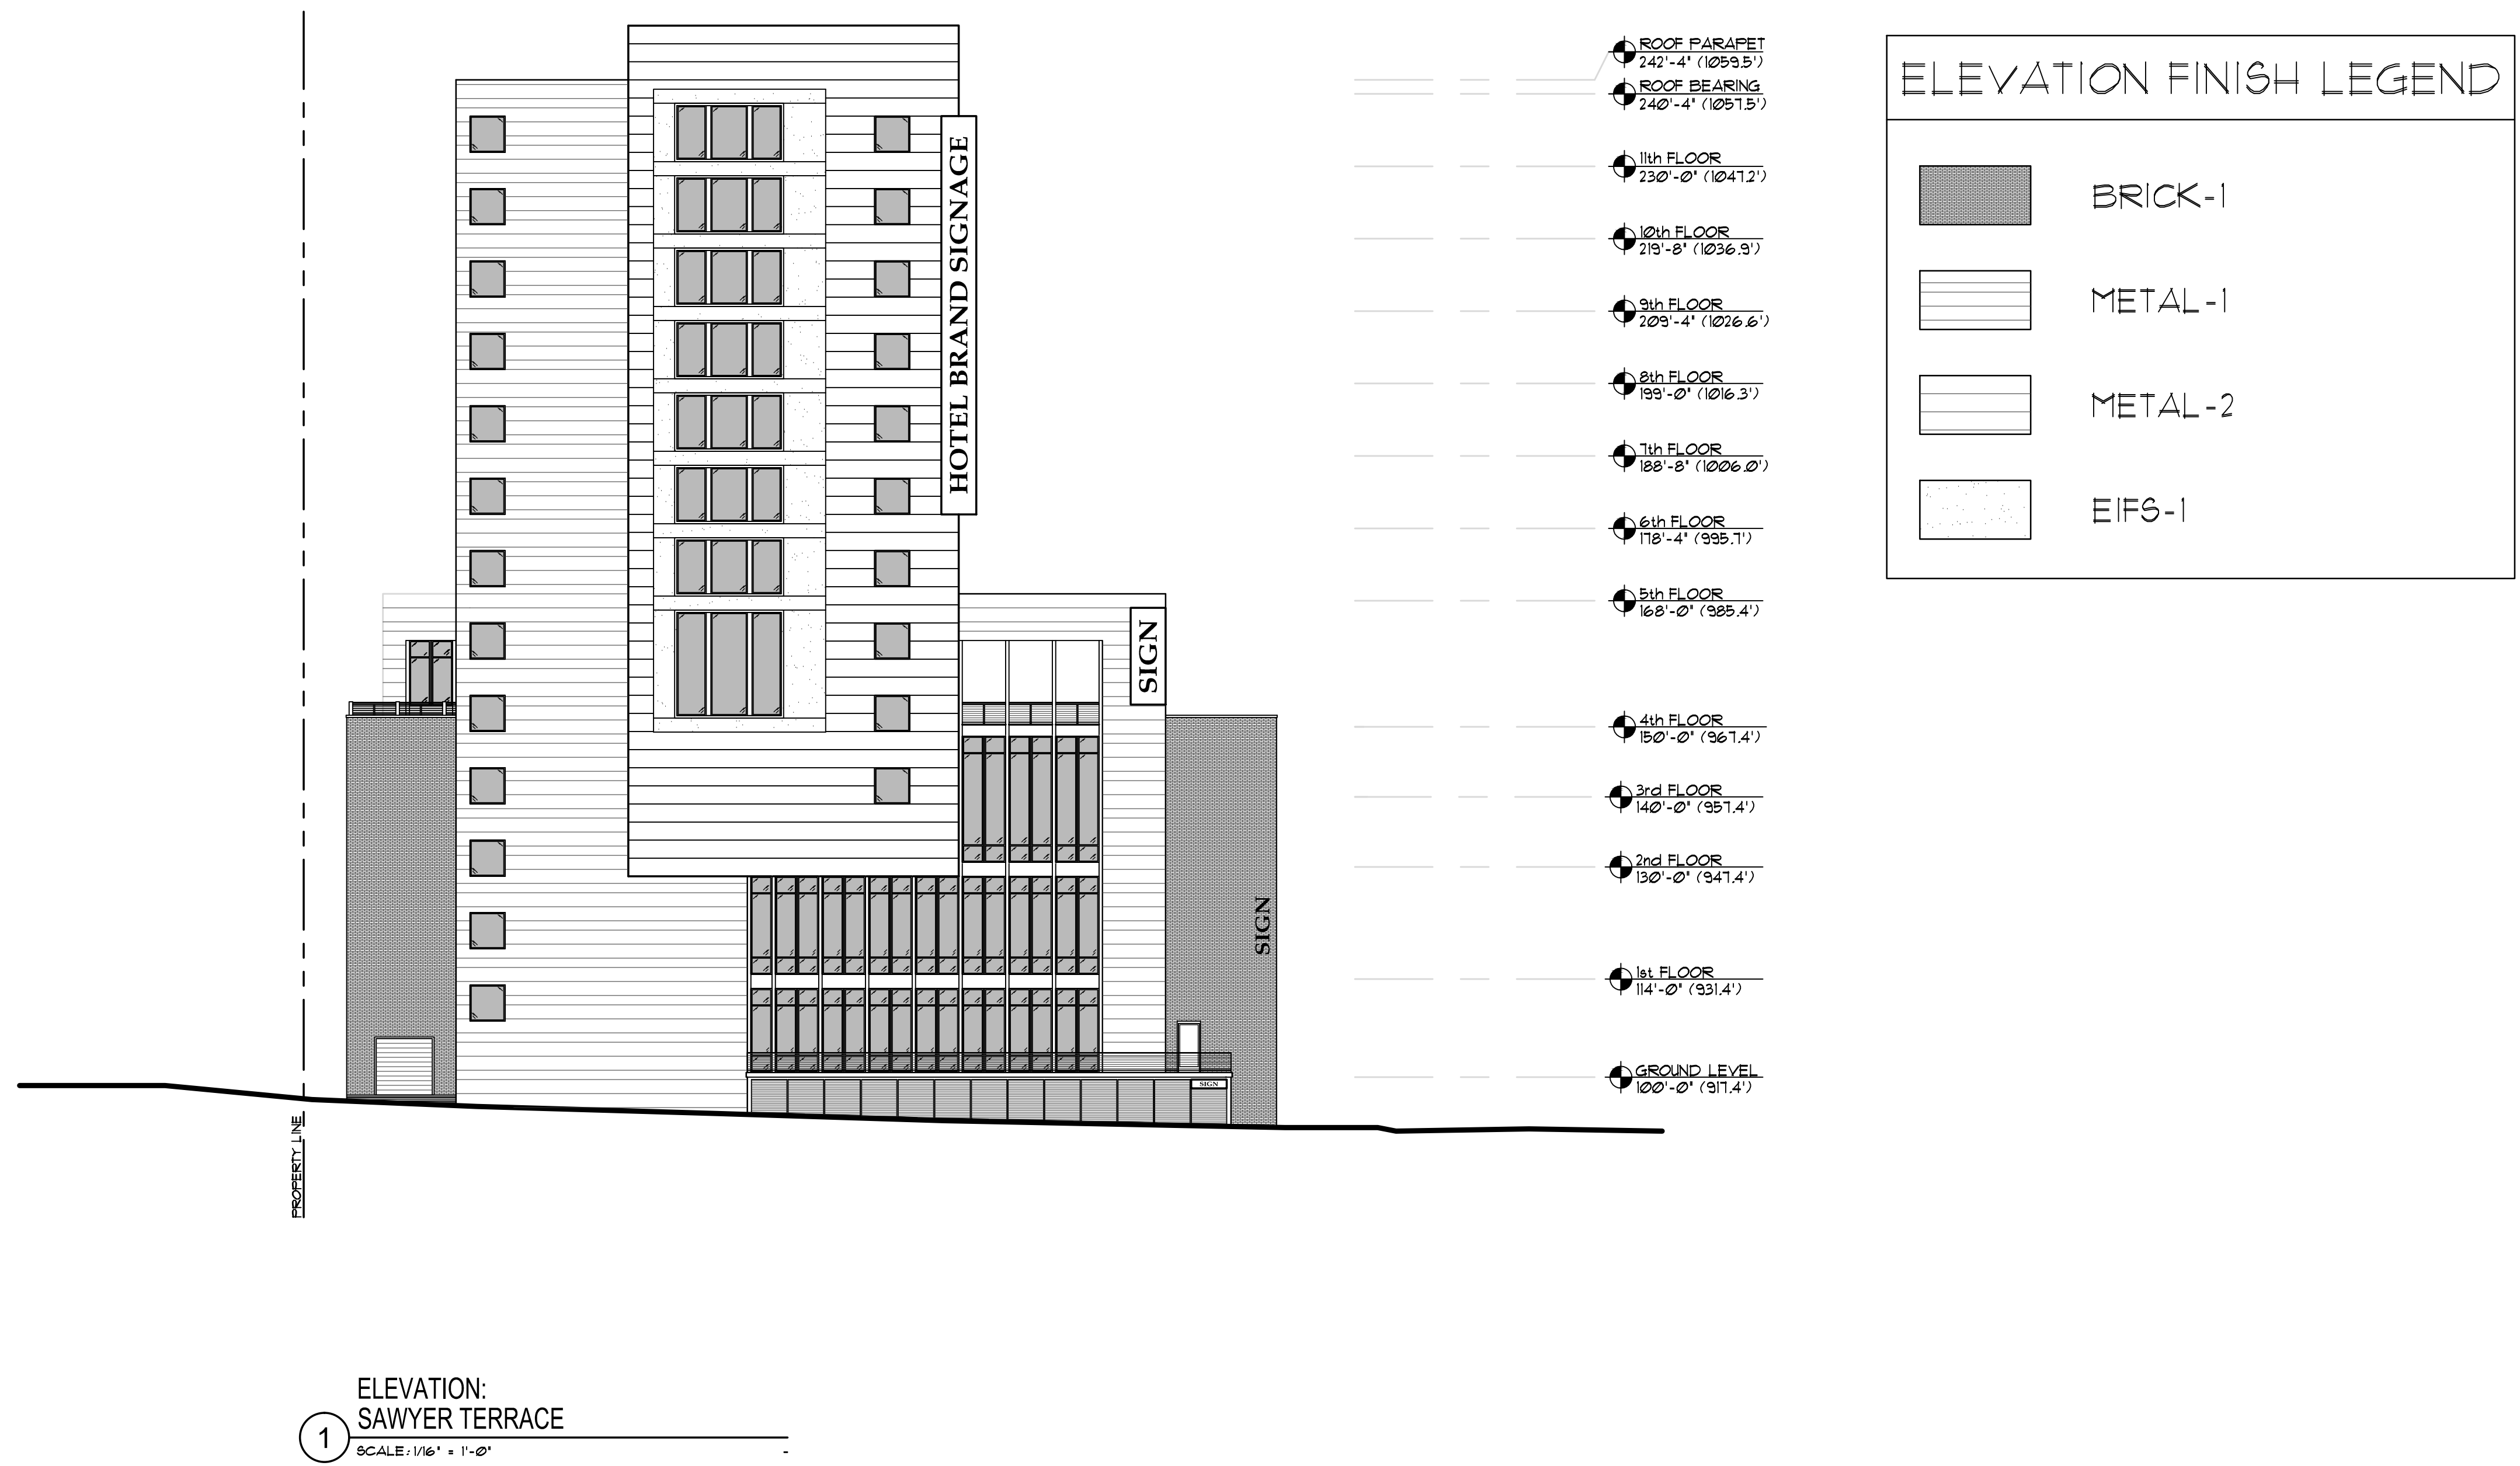 HOTEL BRAND SIGNAGE
SIGN
SIGN
SIGN
PROPERTY LINE
ROOF PARAPET
242'-4" (1059.5')
ROOF BEARING
240'-4" (1057.5')
11th FLOOR
230'-0" (1047.2')
10th FLOOR
219'-8" (1036.9')
9th FLOOR
209'-4" (1026.6')
8th FLOOR
199'-0" (1016.3')
7th FLOOR
188'-8" (1006.0')
6th FLOOR
178'-4" (995.7')
5th FLOOR
168'-0" (985.4')
4th FLOOR
150'-0" (967.4')
3rd FLOOR
140'-0" (957.4')
2nd FLOOR
130'-0" (947.4')
1st FLOOR
114'-0" (931.4')
GROUND LEVEL
100'-0" (917.4')
ELEVATION FINISH LEGEND
BRICK-1
METAL-1
METAL-2
EIFS-1
1
ELEVATION:
SAWYER TERRACE
SCALE: 1/16" = 1'-0"
-